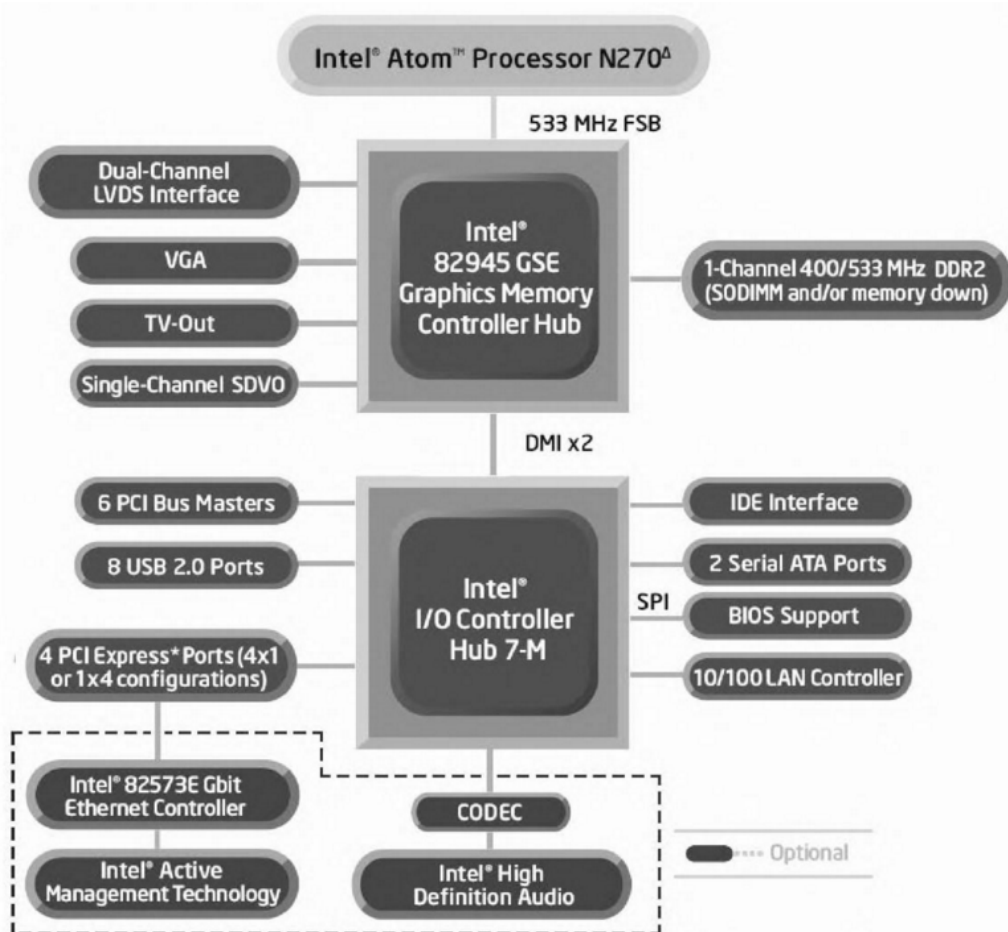 Intel® Atom™ Processor N270Δ
533 MHz FSB
Dual-Channel
LVDS Interface
VGA
TV-Out
Single-Channel SDVO
Intel®
82945 GSE
Graphics Memory
Controller Hub
1-Channel 400/533 MHz DDR2
(SODIMM and/or memory down)
DMI x2
6 PCI Bus Masters
8 USB 2.0 Ports
4 PCI Express* Ports (4x1
or 1x4 configurations)
Intel®
I/O Controller
Hub 7-M
IDE Interface
2 Serial ATA Ports
SPI
BIOS Support
10/100 LAN Controller
Intel® 82573E Gbit
Ethernet Controller
Intel® Active
Management Technology
CODEC
Intel® High
Definition Audio
Optional